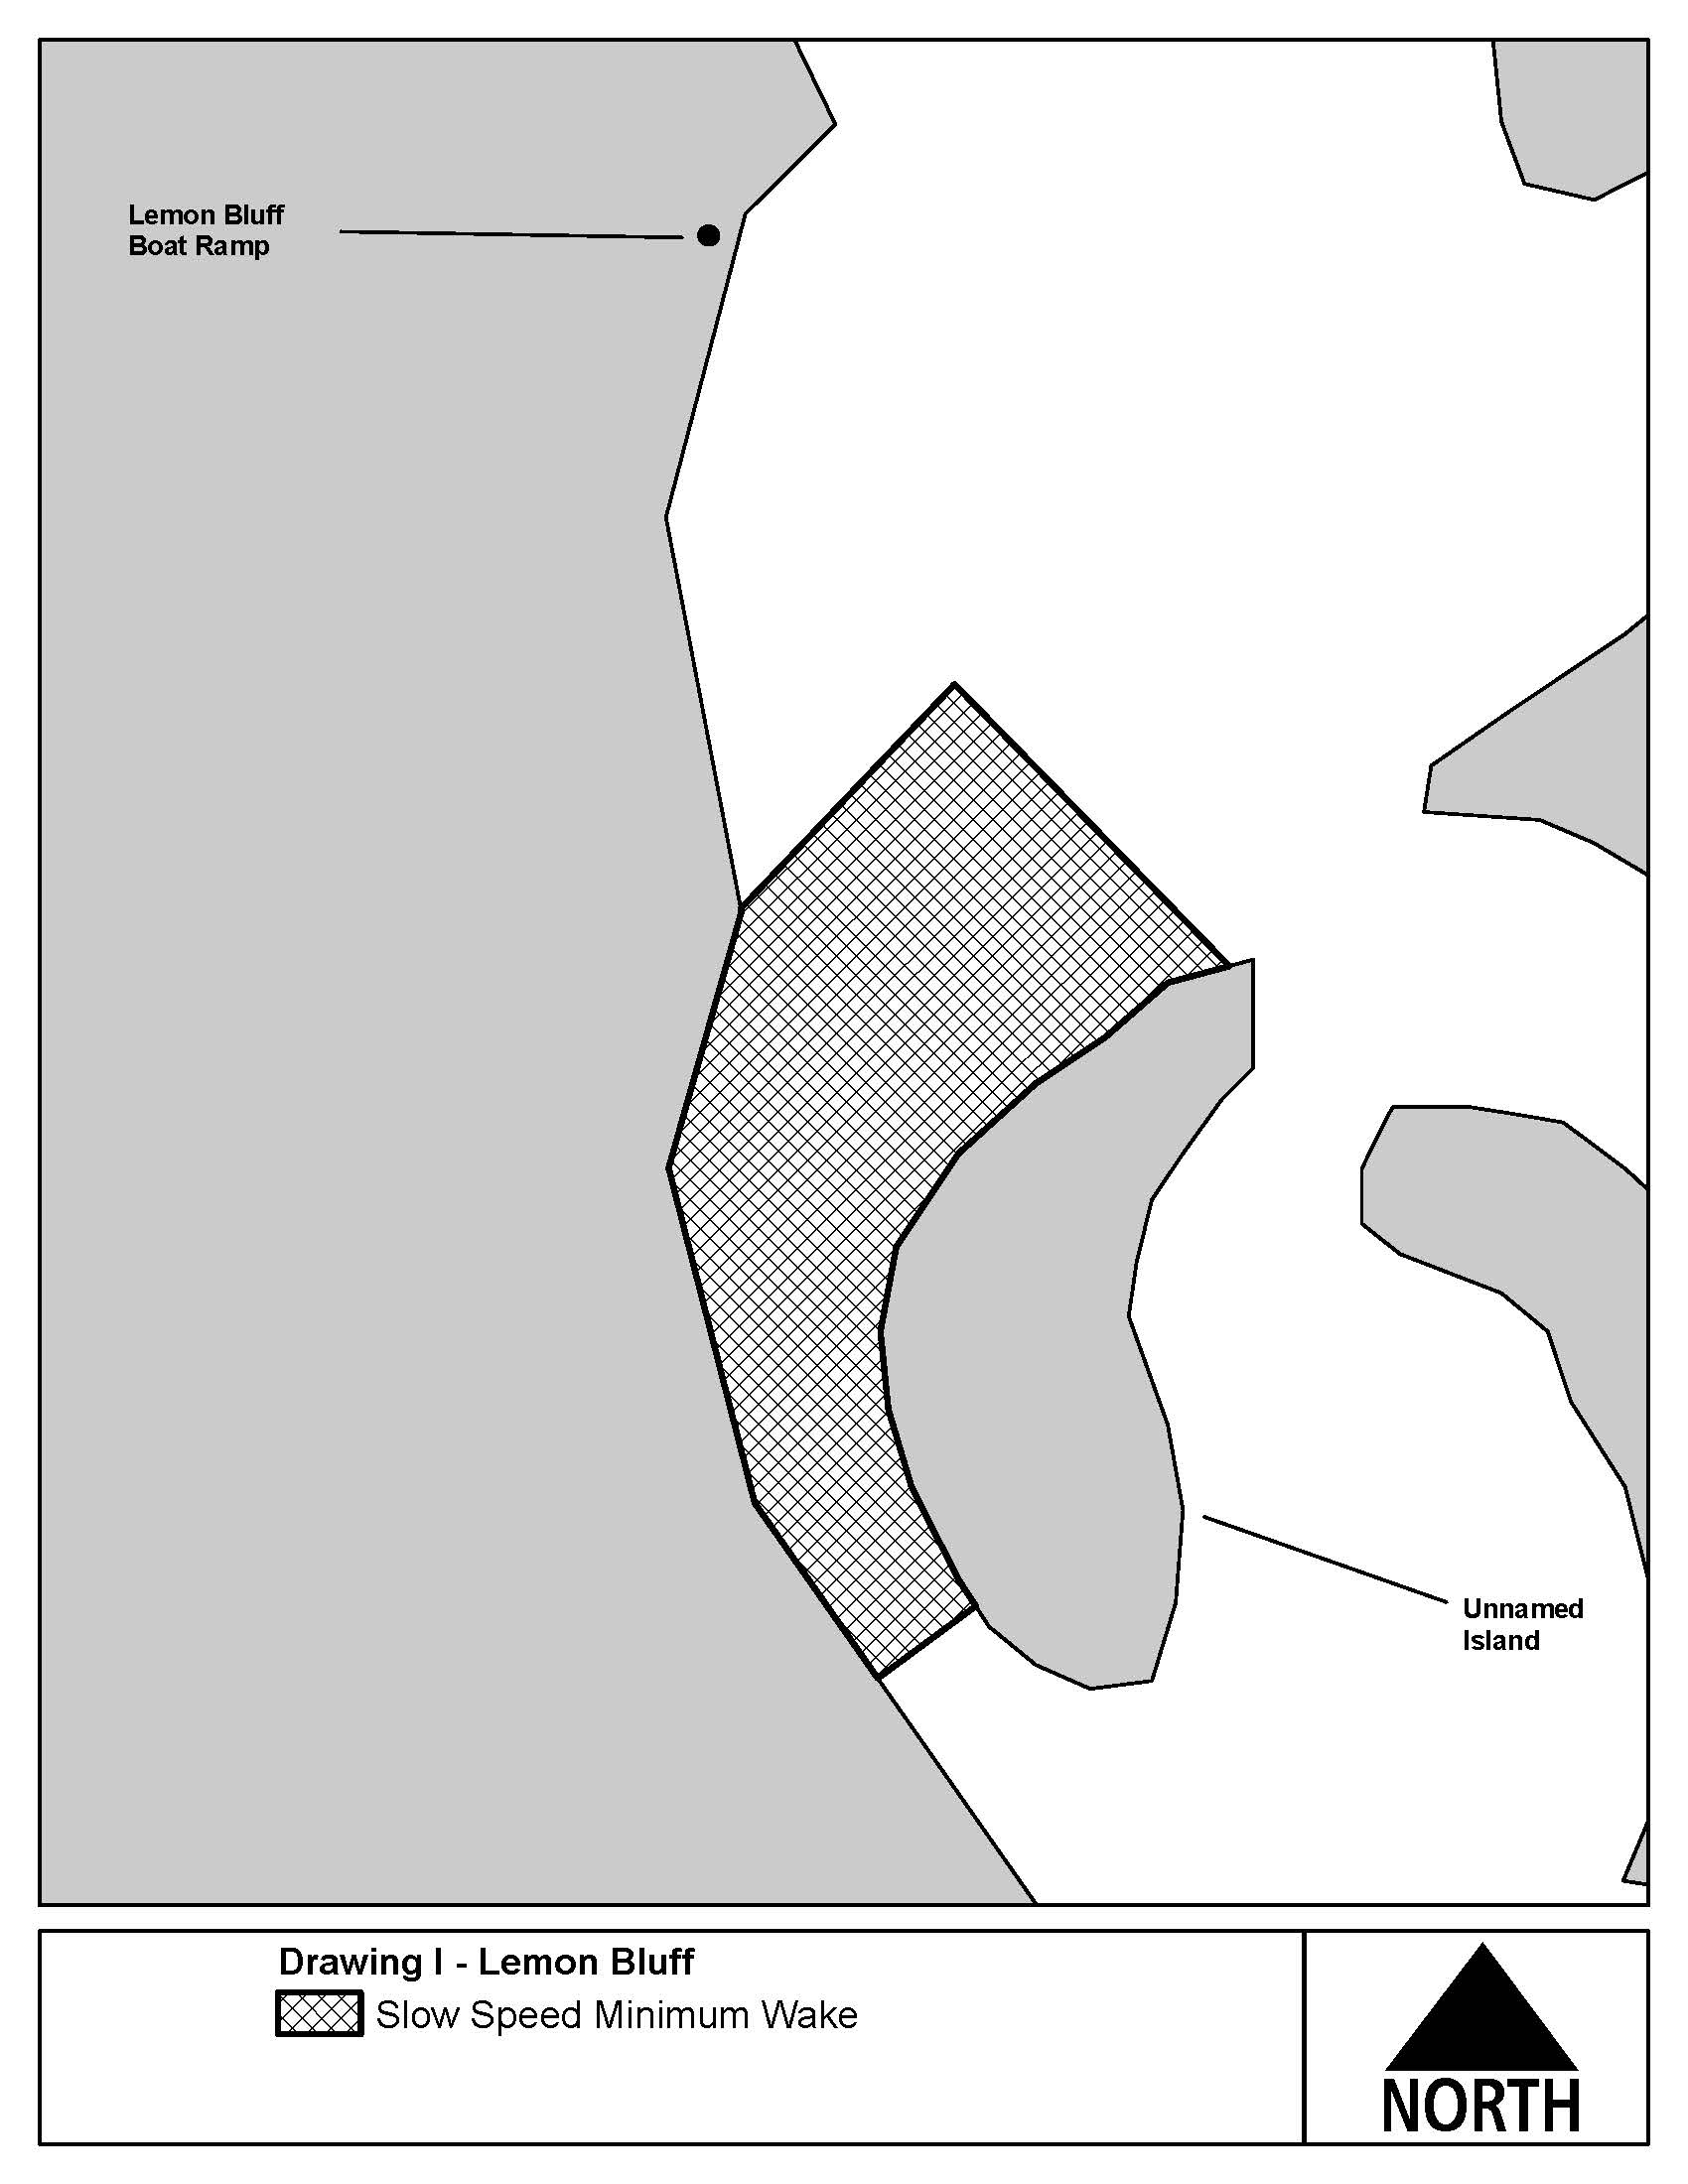 Lemon Bluff
Boat Ramp
Unnamed
Island
Drawing I - Lemon Bluff
Slow Speed Minimum Wake
NORTH